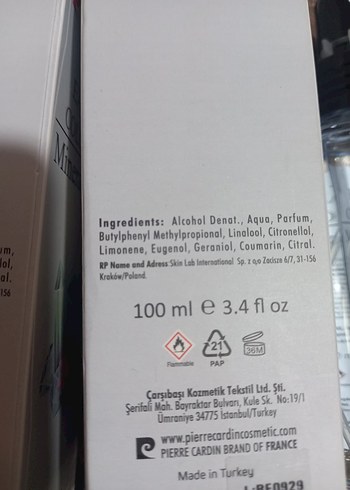 Ingredients: Alcohol Denat., Aqua, Parfum,
Butylphenyl Methylpropional, Linalool, Citronellol,
Limonene, Eugenol, Geraniol, Coumarin, Citral.
RP Name and Adress:Skin Lab International Sp. z q.o Zacisze 6/7, 31-156
Kraków/Poland.
100 ml e 3.4 fl oz
21
PAP
36M
Flammable
Çarşıbaşı Kozmetik Tekstil Ltd. Şti.
Şerifali Mah. Bayraktar Bulvarı, Kule Sk. No:19/1
Ümraniye 34775 İstanbul/Turkey
www.pierrecardincosmetic.com
PIERRE CARDIN BRAND OF FRANCE
Made in Turkey